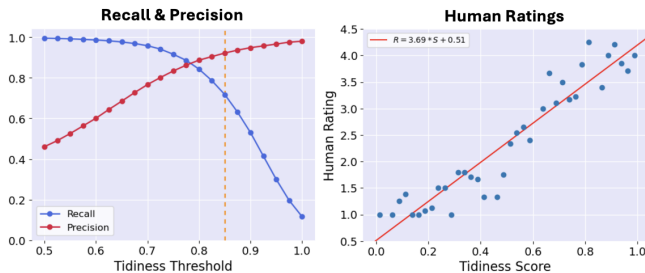 Recall & Precision
1.0
0.8
0.6
0.4
0.2
0.0
Recall
Precision
0.5 0.6 0.7 0.8 0.9 1.0
Tidiness Threshold
Human Ratings
R = 3.69 * S + 0.51
Human Rating
4.5
4.0
3.5
3.0
2.5
2.0
1.5
1.0
0.5
0.0 0.2 0.4 0.6 0.8 1.0
Tidiness Score